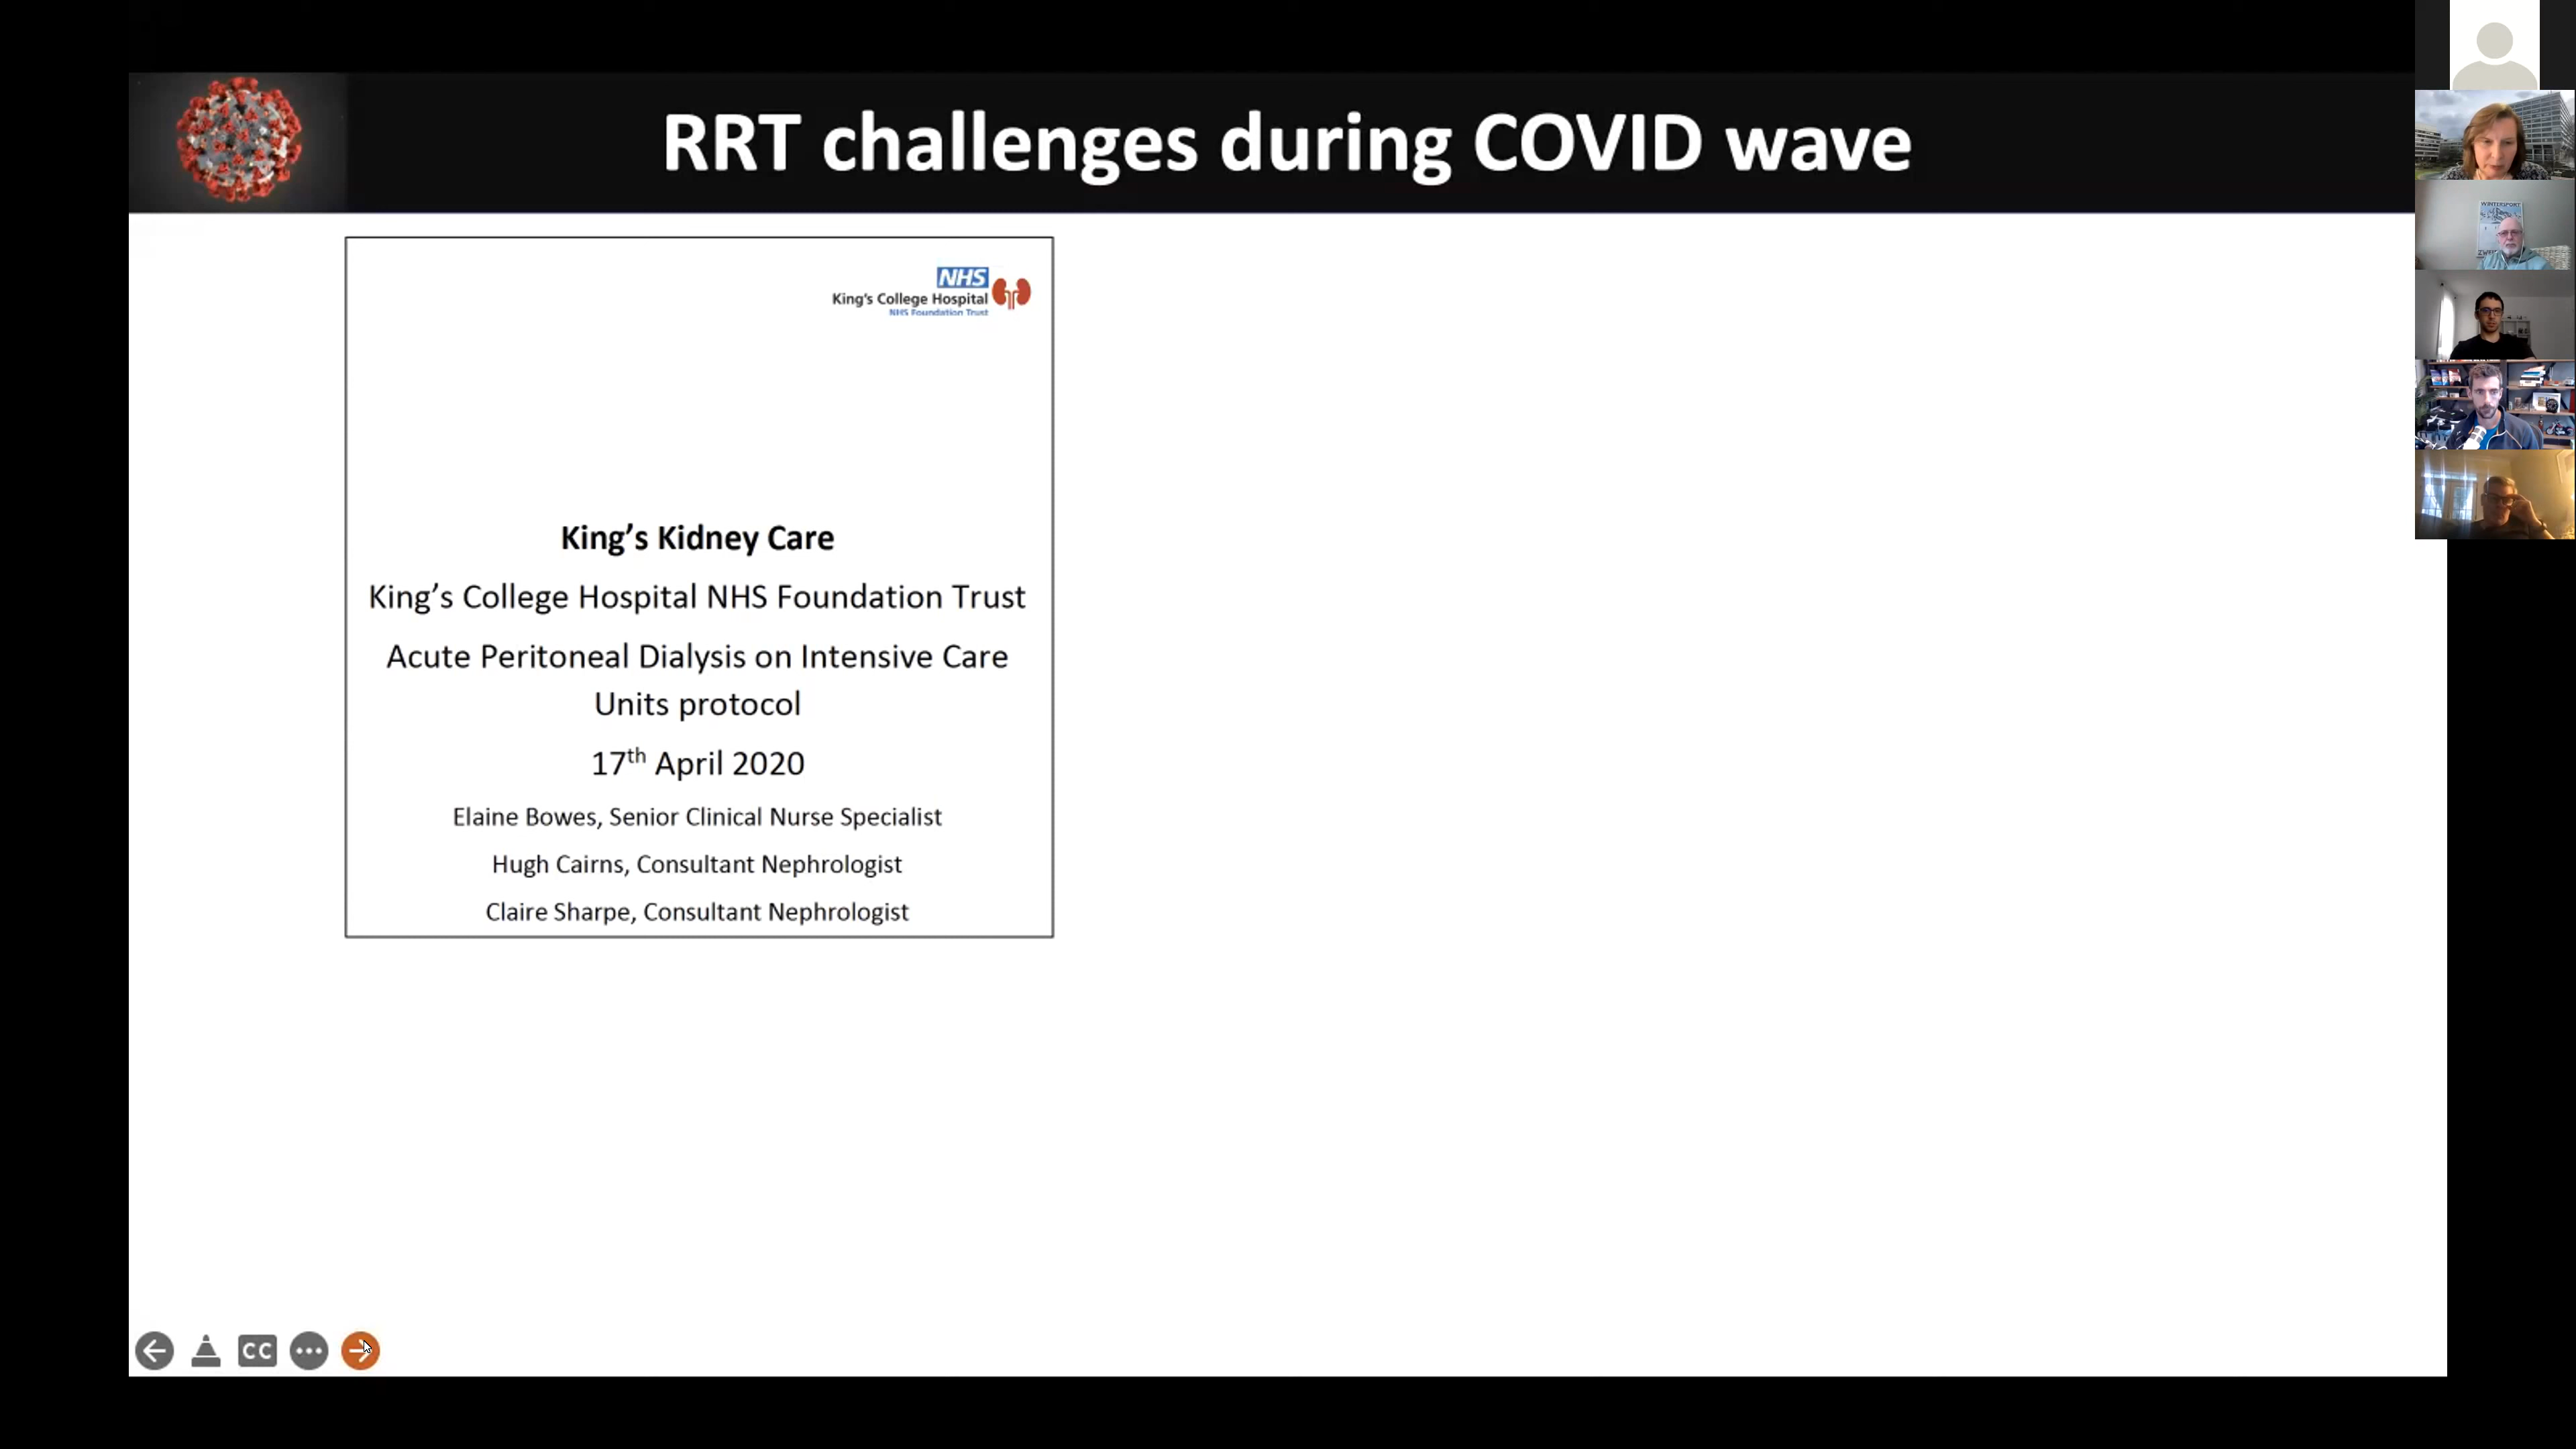 RRT challenges during COVID wave
NHS
King's College Hospital
NHS Foundation Trust
King's Kidney Care
King's College Hospital NHS Foundation Trust
Acute Peritoneal Dialysis on Intensive Care
Units protocol
17th April 2020
Elaine Bowes, Senior Clinical Nurse Specialist
Hugh Cairns, Consultant Nephrologist
Claire Sharpe, Consultant Nephrologist
CC
WINTERSPORT